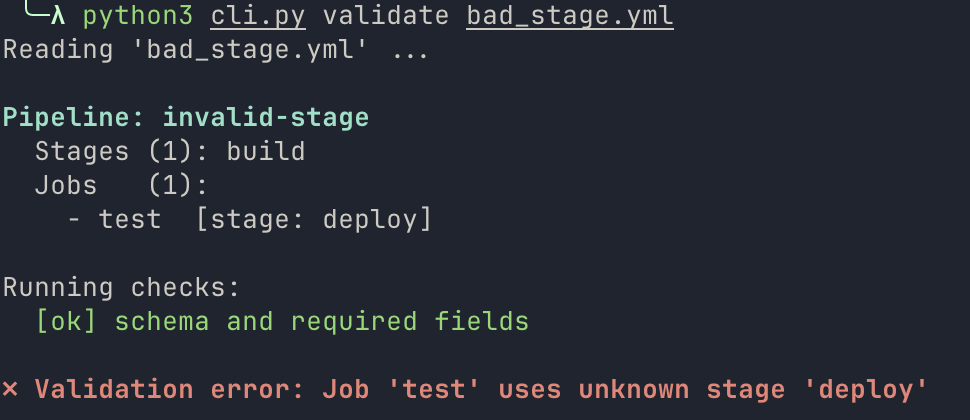 ╰─λ python3 cli.py validate bad_stage.yml
Reading 'bad_stage.yml' ...
Pipeline: invalid-stage
  Stages (1): build
  Jobs   (1):
    - test  [stage: deploy]
Running checks:
  [ok] schema and required fields
× Validation error: Job 'test' uses unknown stage 'deploy'